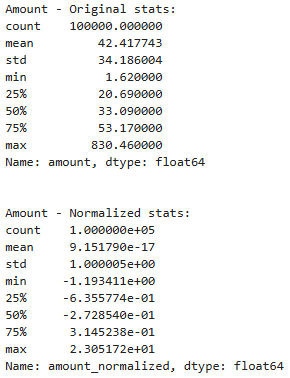 Amount - Original stats:
count    100000.000000
mean         42.417743
std          34.186004
min           1.620000
25%          20.690000
50%          33.090000
75%          53.170000
max         830.460000
Name: amount, dtype: float64
Amount - Normalized stats:
count    1.000000e+05
mean     9.151790e-17
std      1.000005e+00
min     -1.193411e+00
25%     -6.355774e-01
50%     -2.728540e-01
75%      3.145238e-01
max      2.305172e+01
Name: amount_normalized, dtype: float64